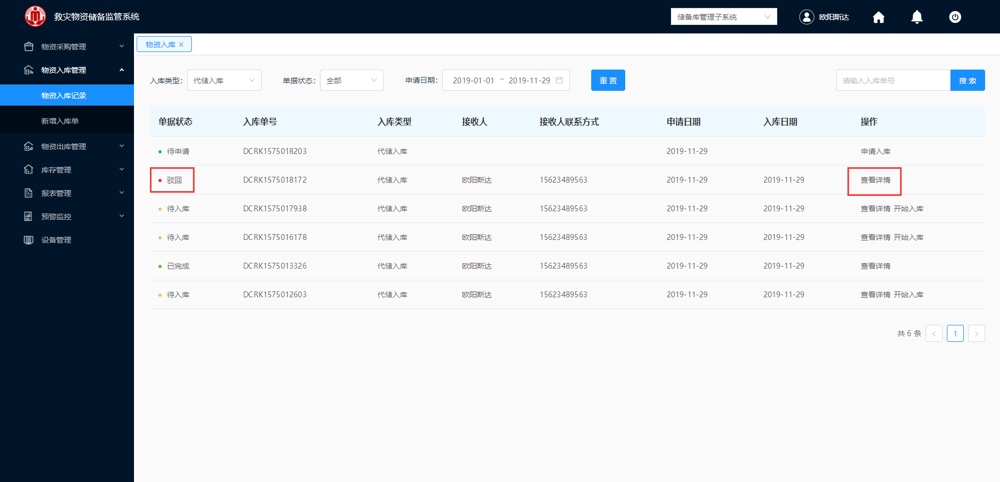 救灾物资储备监管系统
储备库管理子系统
欧阳斯达
物资采购管理
物资入库管理
物资入库记录
新增入库单
物资出库管理
库存管理
报表管理
预警监控
设备管理
物资入库 X
入库类型: 代储入库 单据状态: 全部 申请日期: 2019-01-01 ~ 2019-11-29 重 置 请输入入库单号 搜 索
单据状态 入库单号 入库类型 接收人 接收人联系方式 申请日期 入库日期 操作
待申请 DCRK1575018203 代储入库 2019-11-29 申请入库
驳回 DCRK1575018172 代储入库 欧阳斯达 15623489563 2019-11-29 2019-11-29 查看详情
待入库 DCRK1575017938 代储入库 欧阳斯达 15623489563 2019-11-29 2019-11-29 查看详情 开始入库
待入库 DCRK1575016178 代储入库 欧阳斯达 15623489563 2019-11-29 2019-11-29 查看详情 开始入库
已完成 DCRK1575013326 代储入库 欧阳斯达 15623489563 2019-11-29 2019-11-29 查看详情
待入库 DCRK1575012603 代储入库 欧阳斯达 15623489563 2019-11-29 2019-11-29 查看详情 开始入库
共 6 条 < 1 >